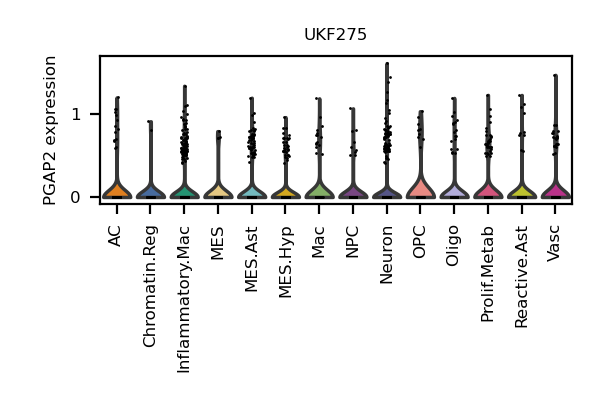 UKF275
PGAP2 expression
1
0
AC
Chromatin.Reg
Inflammatory.Mac
MES
MES.Ast
MES.Hyp
Mac
NPC
Neuron
OPC
Oligo
Prolif.Metab
Reactive.Ast
Vasc